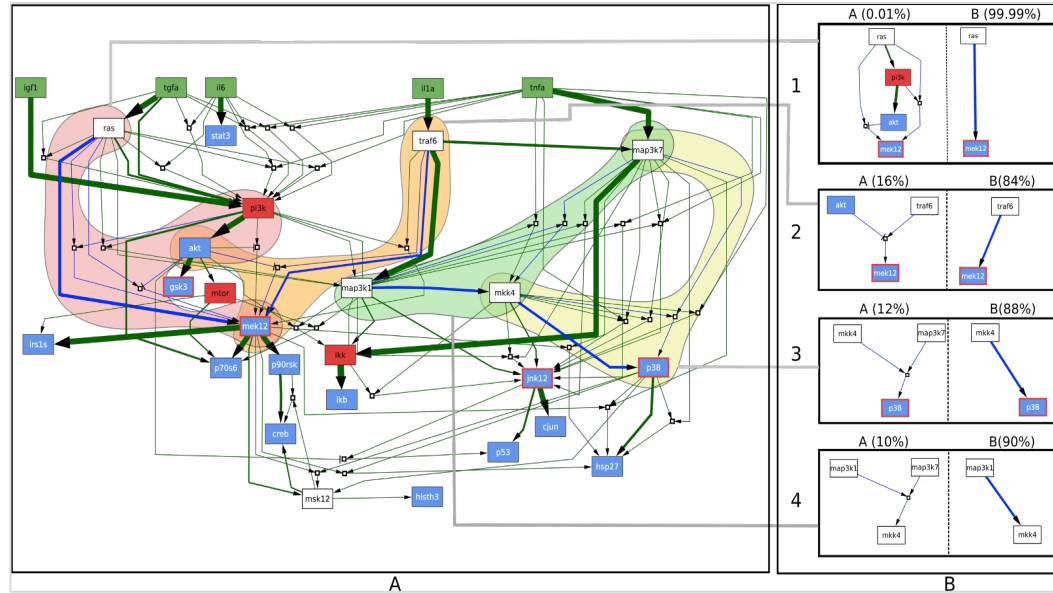 igf1
tgfa
il6
il1a
tnfa
ras
stat3
traf6
map3k7
pi3k
akt
gsk3
mtor
map3k1
mkk4
mek12
irs1s
p70s6
p90rsk
ikk
ikb
jnk12
p38
creb
cjun
p53
hsp27
msk12
histh3
A
A (0.01%) B (99.99%)
1
ras ras
pi3k
akt
mek12 mek12
A (16%) B(84%)
2
akt traf6 traf6
mek12 mek12
A (12%) B(88%)
3
mkk4 map3k7 mkk4
p38 p38
A (10%) B(90%)
4
map3k1 map3k7 map3k1
mkk4 mkk4
B